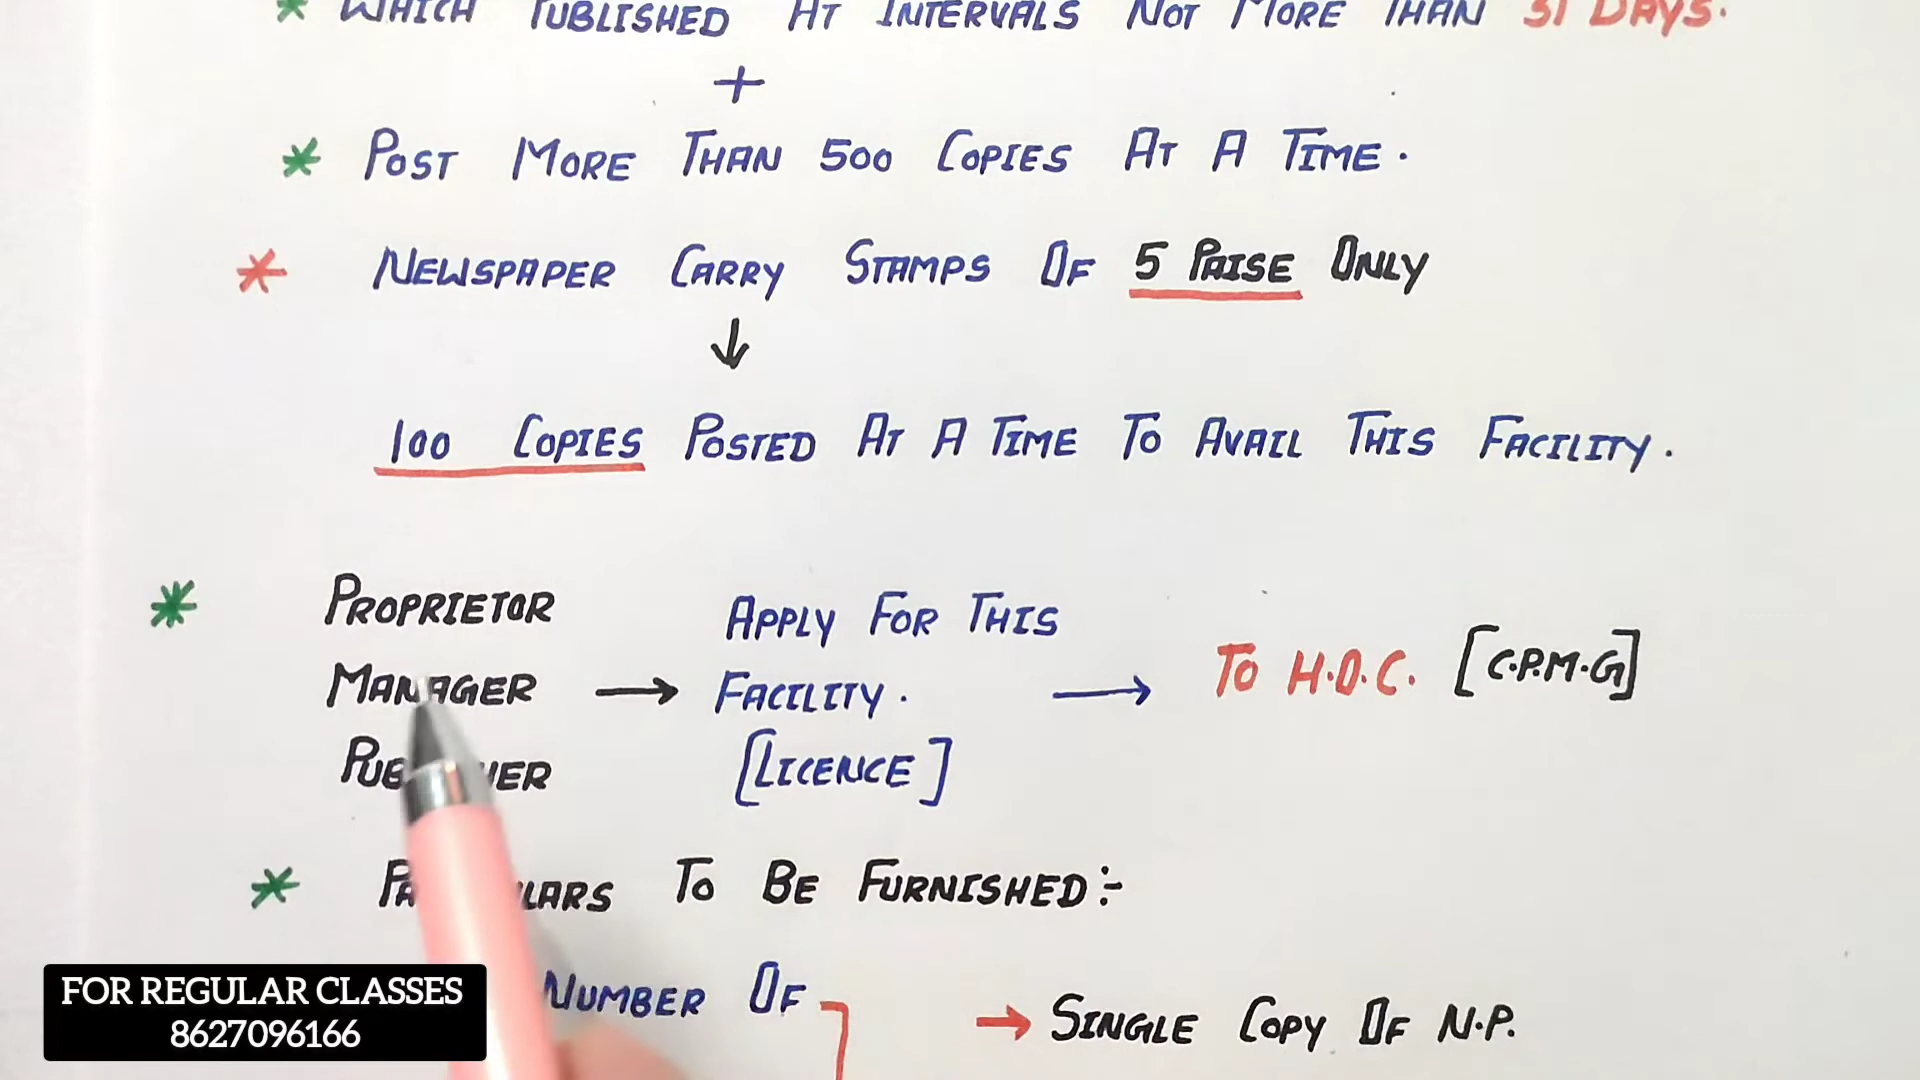 * WHICH PUBLISHED AT INTERVALS NOT MORE THAN 31 DAYS.
+
* POST MORE THAN 500 COPIES AT A TIME.
* NEWSPAPER CARRY STAMPS OF 5 PAISE ONLY
↓
100 COPIES POSTED AT A TIME TO AVAIL THIS FACILITY.
* PROPRIETOR
MANAGER
→ APPLY FOR THIS
FACILITY.
[LICENCE]
→ TO H.O.C. [C.P.M.G]
* TO BE FURNISHED:-
NUMBER OF
→ SINGLE COPY OF N.P.
FOR REGULAR CLASSES
8627096166